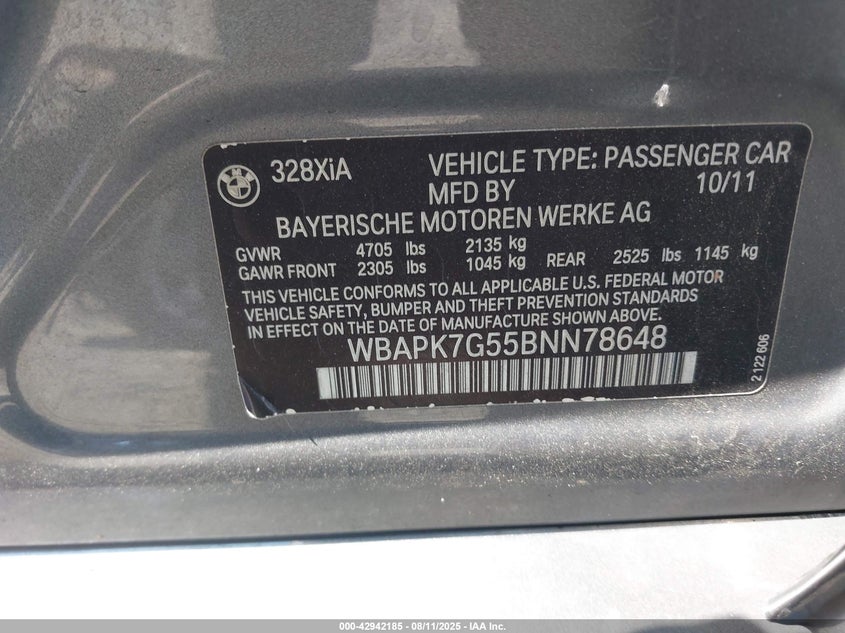 BMW
328XiA
VEHICLE TYPE: PASSENGER CAR
MFD BY 10/11
BAYERISCHE MOTOREN WERKE AG
GVWR 4705 lbs 2135 kg
GAWR FRONT 2305 lbs 1045 kg REAR 2525 lbs 1145 kg
THIS VEHICLE CONFORMS TO ALL APPLICABLE U.S. FEDERAL MOTOR
VEHICLE SAFETY, BUMPER AND THEFT PREVENTION STANDARDS
IN EFFECT ON THE DATE OF MANUFACTURE SHOWN ABOVE.
WBAPK7G55BNN78648
2 122 606
000-42942185 - 08/11/2025 - IAA Inc.